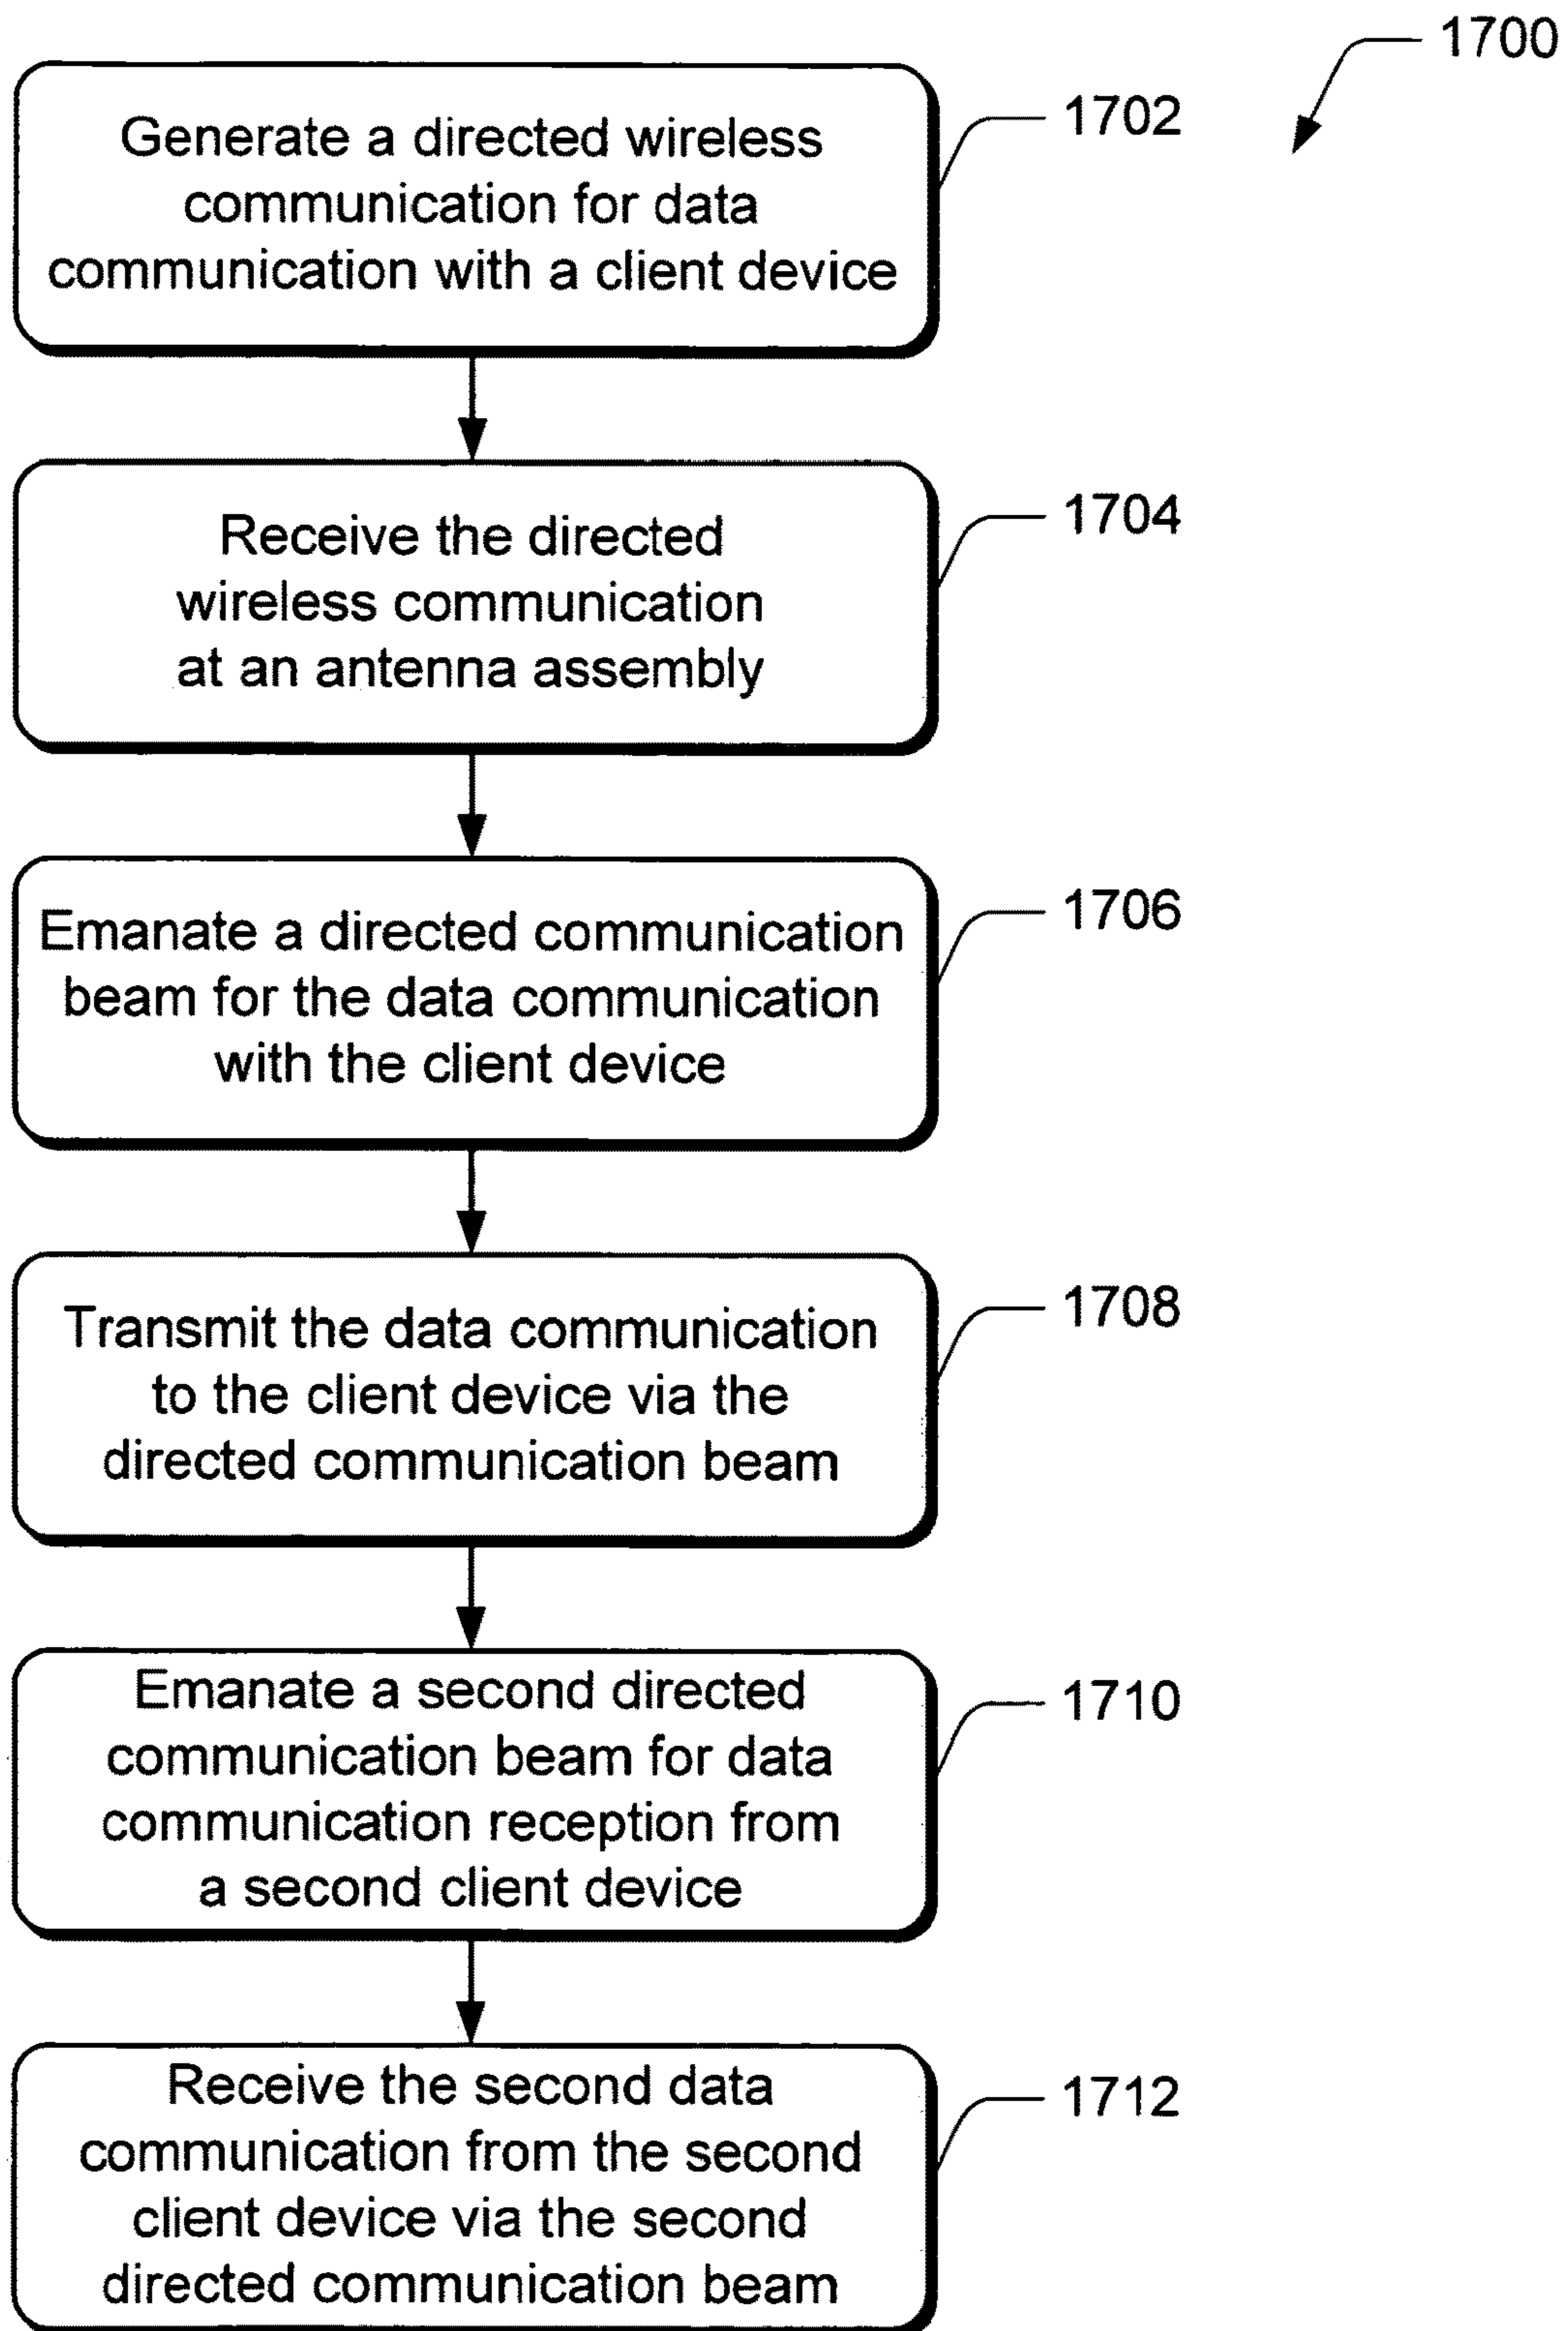 1700
Generate a directed wireless
communication for data
communication with a client device
1702
Receive the directed
wireless communication
at an antenna assembly
1704
Emanate a directed communication
beam for the data communication
with the client device
1706
Transmit the data communication
to the client device via the
directed communication beam
1708
Emanate a second directed
communication beam for data
communication reception from
a second client device
1710
Receive the second data
communication from the second
client device via the second
directed communication beam
1712